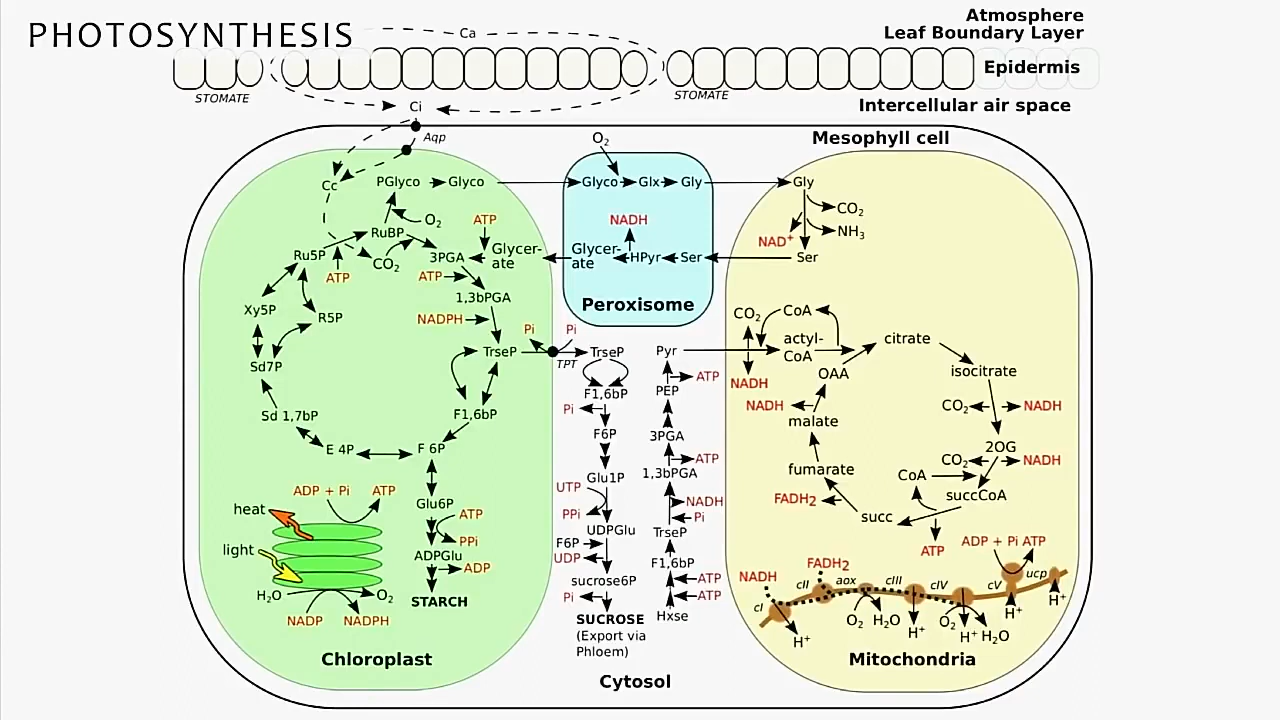 PHOTOSYNTHESIS
Atmosphere
Leaf Boundary Layer
Ca
Epidermis
STOMATE
STOMATE
Ci
Intercellular air space
Aqp
Mesophyll cell
Cc
PGlyco
Glyco
O2
RuBP
CO2
Ru5P
ATP
3PGA
ATP
Glycer-
ate
ATP
1,3bPGA
NADPH
Xy5P
R5P
TrseP
Sd7P
Sd 1,7bP
F1,6bP
E 4P
F 6P
Pi
Pi
TPT
Glu6P
ATP
PPi
ADPGlu
ADP
STARCH
ADP + Pi
ATP
heat
light
H2O
O2
NADP
NADPH
Chloroplast
O2
Glyco
Glx
Gly
NADH
Glycer-
ate
HPyr
Ser
Peroxisome
TrseP
F1,6bP
Pi
F6P
Glu1P
UTP
PPi
UDPGlu
F6P
UDP
sucrose6P
Pi
SUCROSE
(Export via
Phloem)
Pyr
ATP
PEP
3PGA
ATP
1,3bPGA
NADH
Pi
TrseP
F1,6bP
ATP
ATP
Hxse
Cytosol
Gly
CO2
NH3
NAD+
Ser
CO2
CoA
actyl-
CoA
NADH
citrate
OAA
isocitrate
NADH
malate
CO2
NADH
2OG
CO2
NADH
fumarate
CoA
FADH2
succCoA
succ
ATP
ADP + Pi
ATP
NADH
FADH2
cI
cII
aox
cIII
cIV
cV
ucp
O2
H2O
O2
H+
H+
H+
H2O
H+
H+
Mitochondria